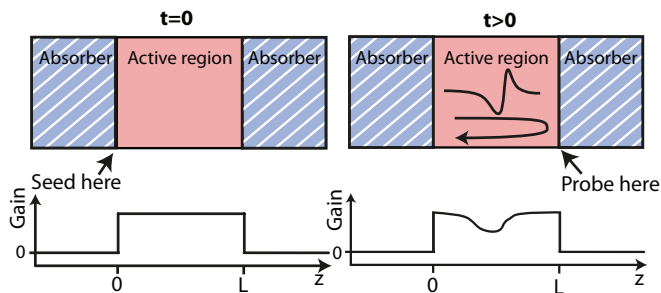 t=0
Absorber
Active region
Absorber
Seed here
Gain
0
0
L
z
t>0
Absorber
Active region
Absorber
Probe here
Gain
0
0
L
z